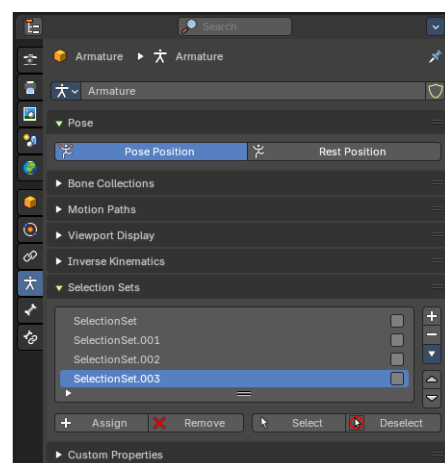 Search
Armature Armature
Armature
Pose
Pose Position Rest Position
Bone Collections
Motion Paths
Viewport Display
Inverse Kinematics
Selection Sets
SelectionSet
SelectionSet.001
SelectionSet.002
SelectionSet.003
Assign Remove Select Deselect
Custom Properties